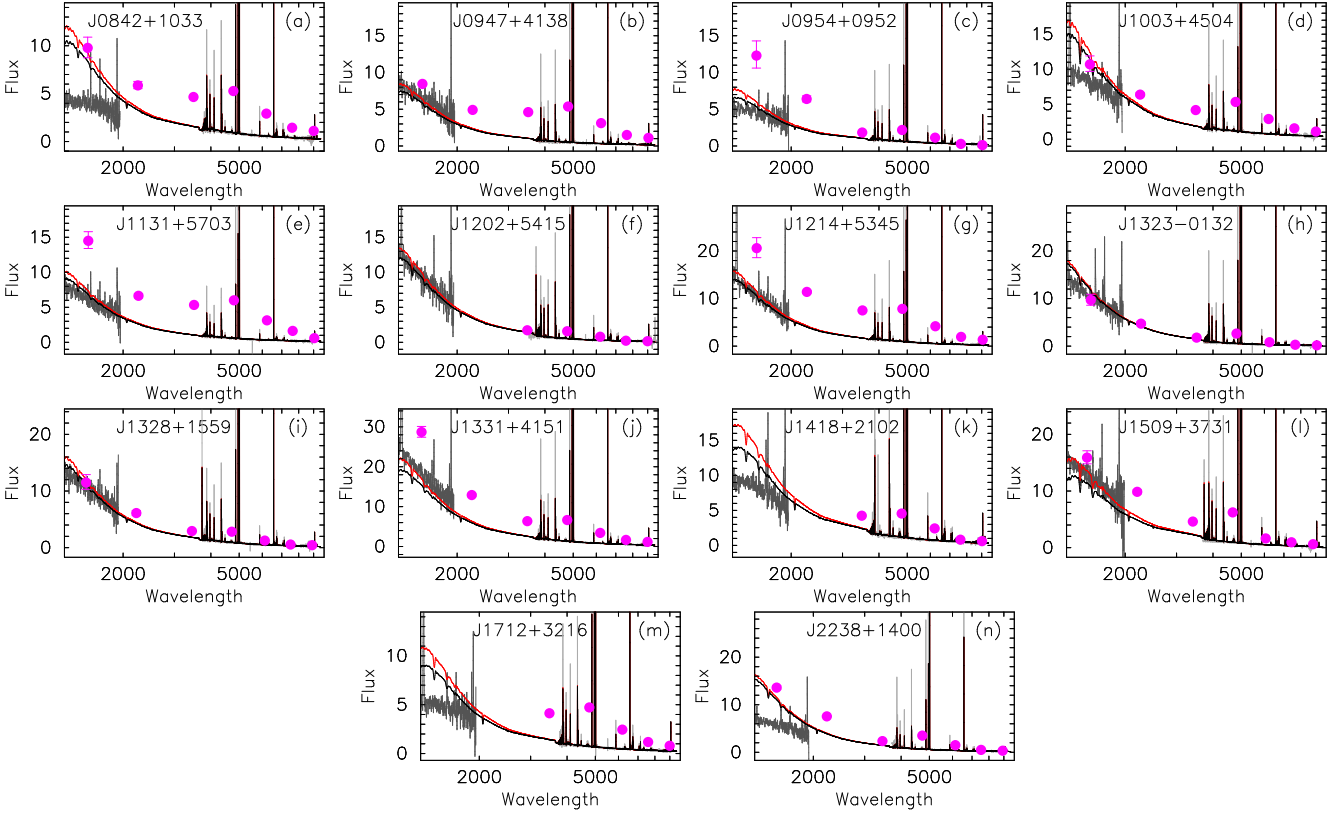 J0842+1033 (a)
10
5
0
Flux
2000 5000
Wavelength
J0947+4138 (b)
15
10
5
0
Flux
2000 5000
Wavelength
J0954+0952 (c)
15
10
5
0
Flux
2000 5000
Wavelength
J1003+4504 (d)
15
10
5
0
Flux
2000 5000
Wavelength
J1131+5703 (e)
15
10
5
0
Flux
2000 5000
Wavelength
J1202+5415 (f)
15
10
5
0
Flux
2000 5000
Wavelength
J1214+5345 (g)
20
10
0
Flux
2000 5000
Wavelength
J1323−0132 (h)
20
10
0
Flux
2000 5000
Wavelength
J1328+1559 (i)
20
10
0
Flux
2000 5000
Wavelength
J1331+4151 (j)
30
20
10
0
Flux
2000 5000
Wavelength
J1418+2102 (k)
15
10
5
0
Flux
2000 5000
Wavelength
J1509+3731 (l)
20
10
0
Flux
2000 5000
Wavelength
J1712+3216 (m)
10
5
0
Flux
2000 5000
Wavelength
J2238+1400 (n)
20
10
0
Flux
2000 5000
Wavelength